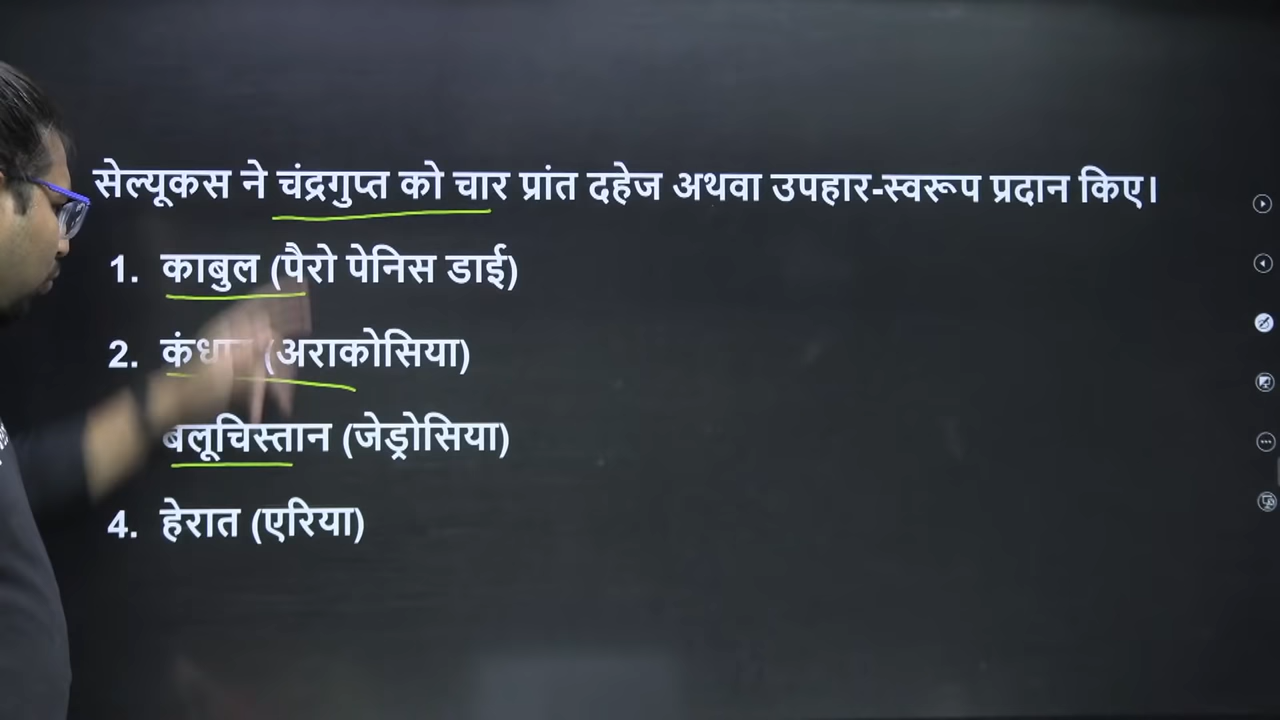 सेल्यूकस ने चंद्रगुप्त को चार प्रांत दहेज अथवा उपहार-स्वरूप प्रदान किए।
1. काबुल (पैरो पेनिस डाई)
2. कंधार (अराकोसिया)
बलूचिस्तान (जेड्रोसिया)
4. हेरात (एरिया)